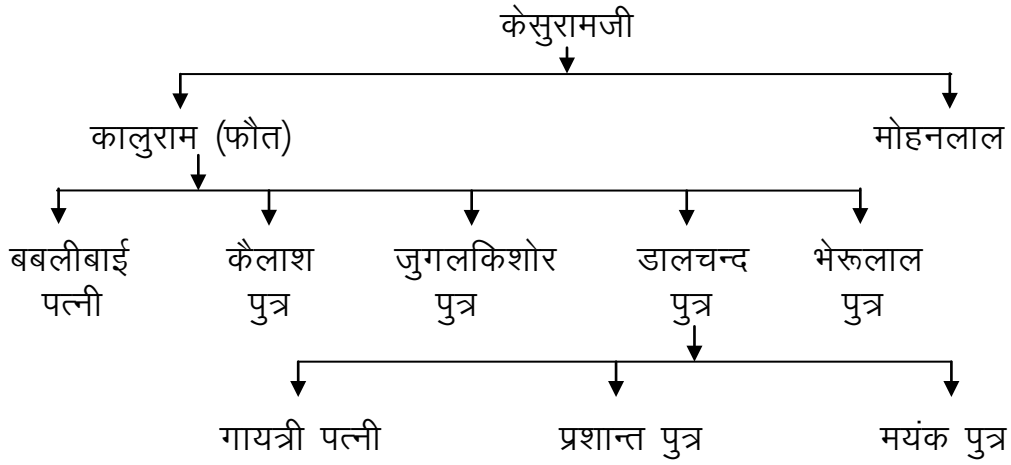 केसुरामजी
कालुराम (फौत) मोहनलाल
बबलीबाई कैलाश जुगलकिशोर डालचन्द भेरूलाल
पत्नी पुत्र पुत्र पुत्र पुत्र
गायत्री पत्नी प्रशान्त पुत्र मयंक पुत्र